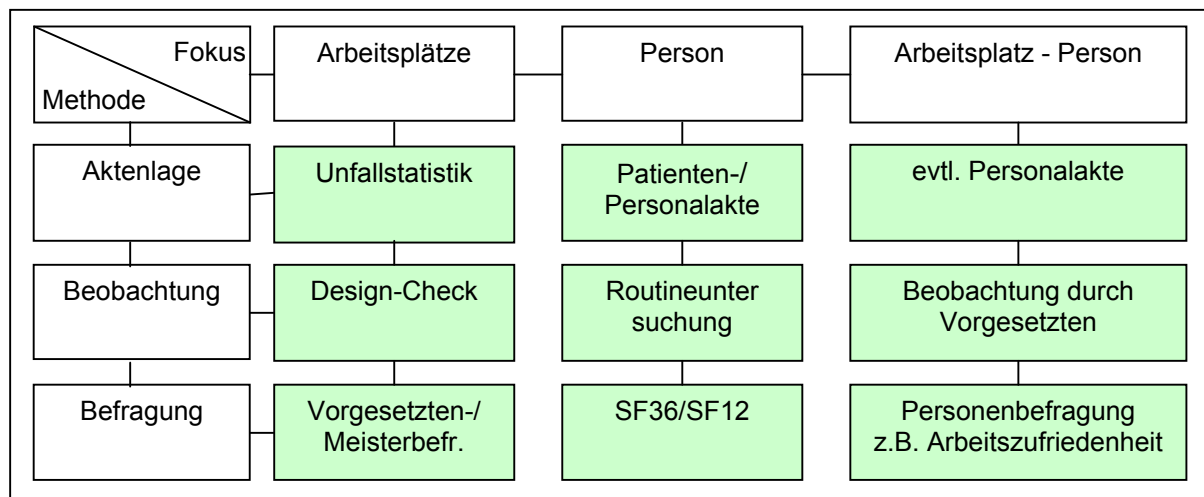 Fokus
Methode
Arbeitsplätze
Person
Arbeitsplatz - Person
Aktenlage
Unfallstatistik
Patienten-/
Personalakte
evtl. Personalakte
Beobachtung
Design-Check
Routineunter
suchung
Beobachtung durch
Vorgesetzten
Befragung
Vorgesetzten-/
Meisterbefr.
SF36/SF12
Personenbefragung
z.B. Arbeitszufriedenheit